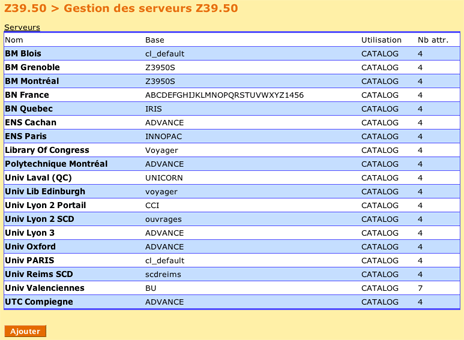 Z39.50 > Gestion des serveurs Z39.50
Serveurs
Nom Base Utilisation Nb attr.
BM Blois cl_default CATALOG 4
BM Grenoble Z3950S CATALOG 4
BM Montréal Z3950S CATALOG 4
BN France ABCDEFGHIJKLMNOPQRSTUVWXYZ1456 CATALOG 4
BN Quebec IRIS CATALOG 4
ENS Cachan ADVANCE CATALOG 4
ENS Paris INNOPAC CATALOG 4
Library Of Congress Voyager CATALOG 4
Polytechnique Montréal ADVANCE CATALOG 4
Univ Laval (QC) UNICORN CATALOG 4
Univ Lib Edinburgh voyager CATALOG 4
Univ Lyon 2 Portail CCI CATALOG 4
Univ Lyon 2 SCD ouvrages CATALOG 4
Univ Lyon 3 ADVANCE CATALOG 4
Univ Oxford ADVANCE CATALOG 4
Univ PARIS cl_default CATALOG 4
Univ Reims SCD scdreims CATALOG 4
Univ Valenciennes BU CATALOG 7
UTC Compiegne ADVANCE CATALOG 4
Ajouter